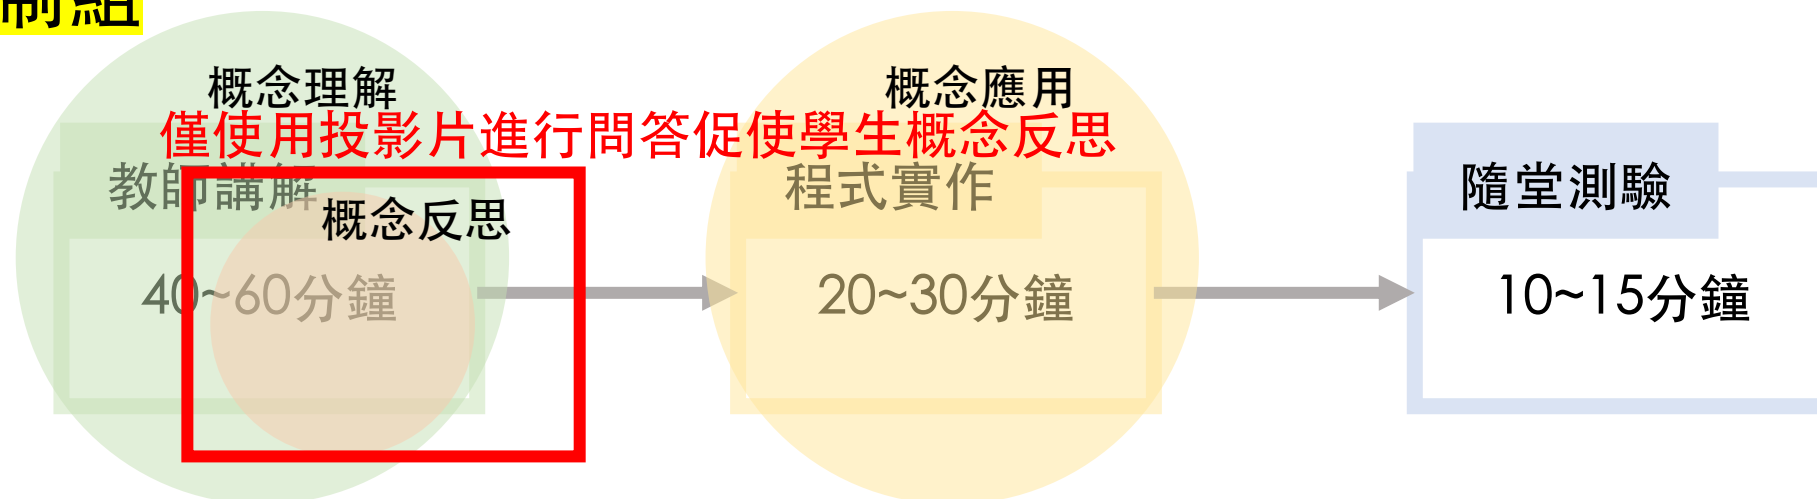 制組
概念理解
概念應用
僅使用投影片進行問答促使學生概念反思
教師講解
程式實作
隨堂測驗
概念反思
40~60分鐘
20~30分鐘
10~15分鐘